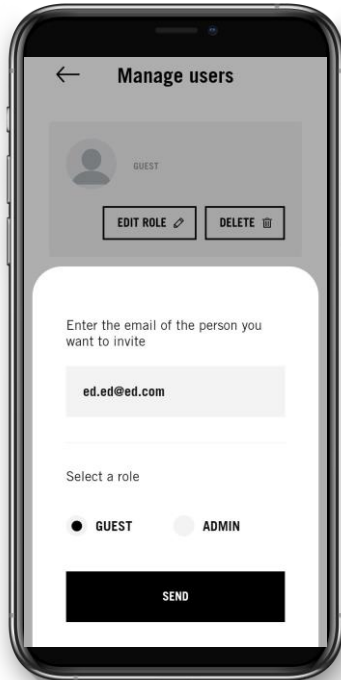 Manage users
GUEST
EDIT ROLE
DELETE
Enter the email of the person you
want to invite
ed.ed@ed.com
Select a role
GUEST
ADMIN
SEND